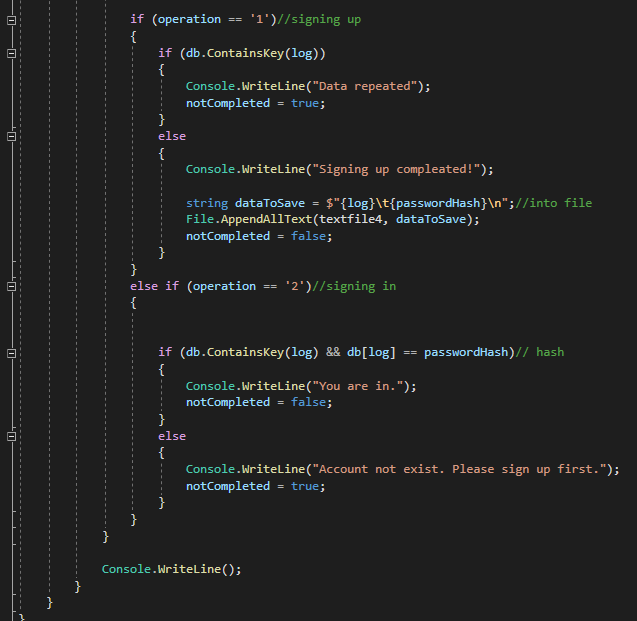 if (operation == '1')//signing up
{
if (db.ContainsKey(log))
{
Console.WriteLine("Data repeated");
notCompleted = true;
}
else
{
Console.WriteLine("Signing up compleated!");
string dataToSave = $"{log}\t{passwordHash}\n";//into file
File.AppendAllText(textfile4, dataToSave);
notCompleted = false;
}
}
else if (operation == '2')//signing in
{
if (db.ContainsKey(log) && db[log] == passwordHash)// hash
{
Console.WriteLine("You are in.");
notCompleted = false;
}
else
{
Console.WriteLine("Account not exist. Please sign up first.");
notCompleted = true;
}
}
}
Console.WriteLine();
}
}
}